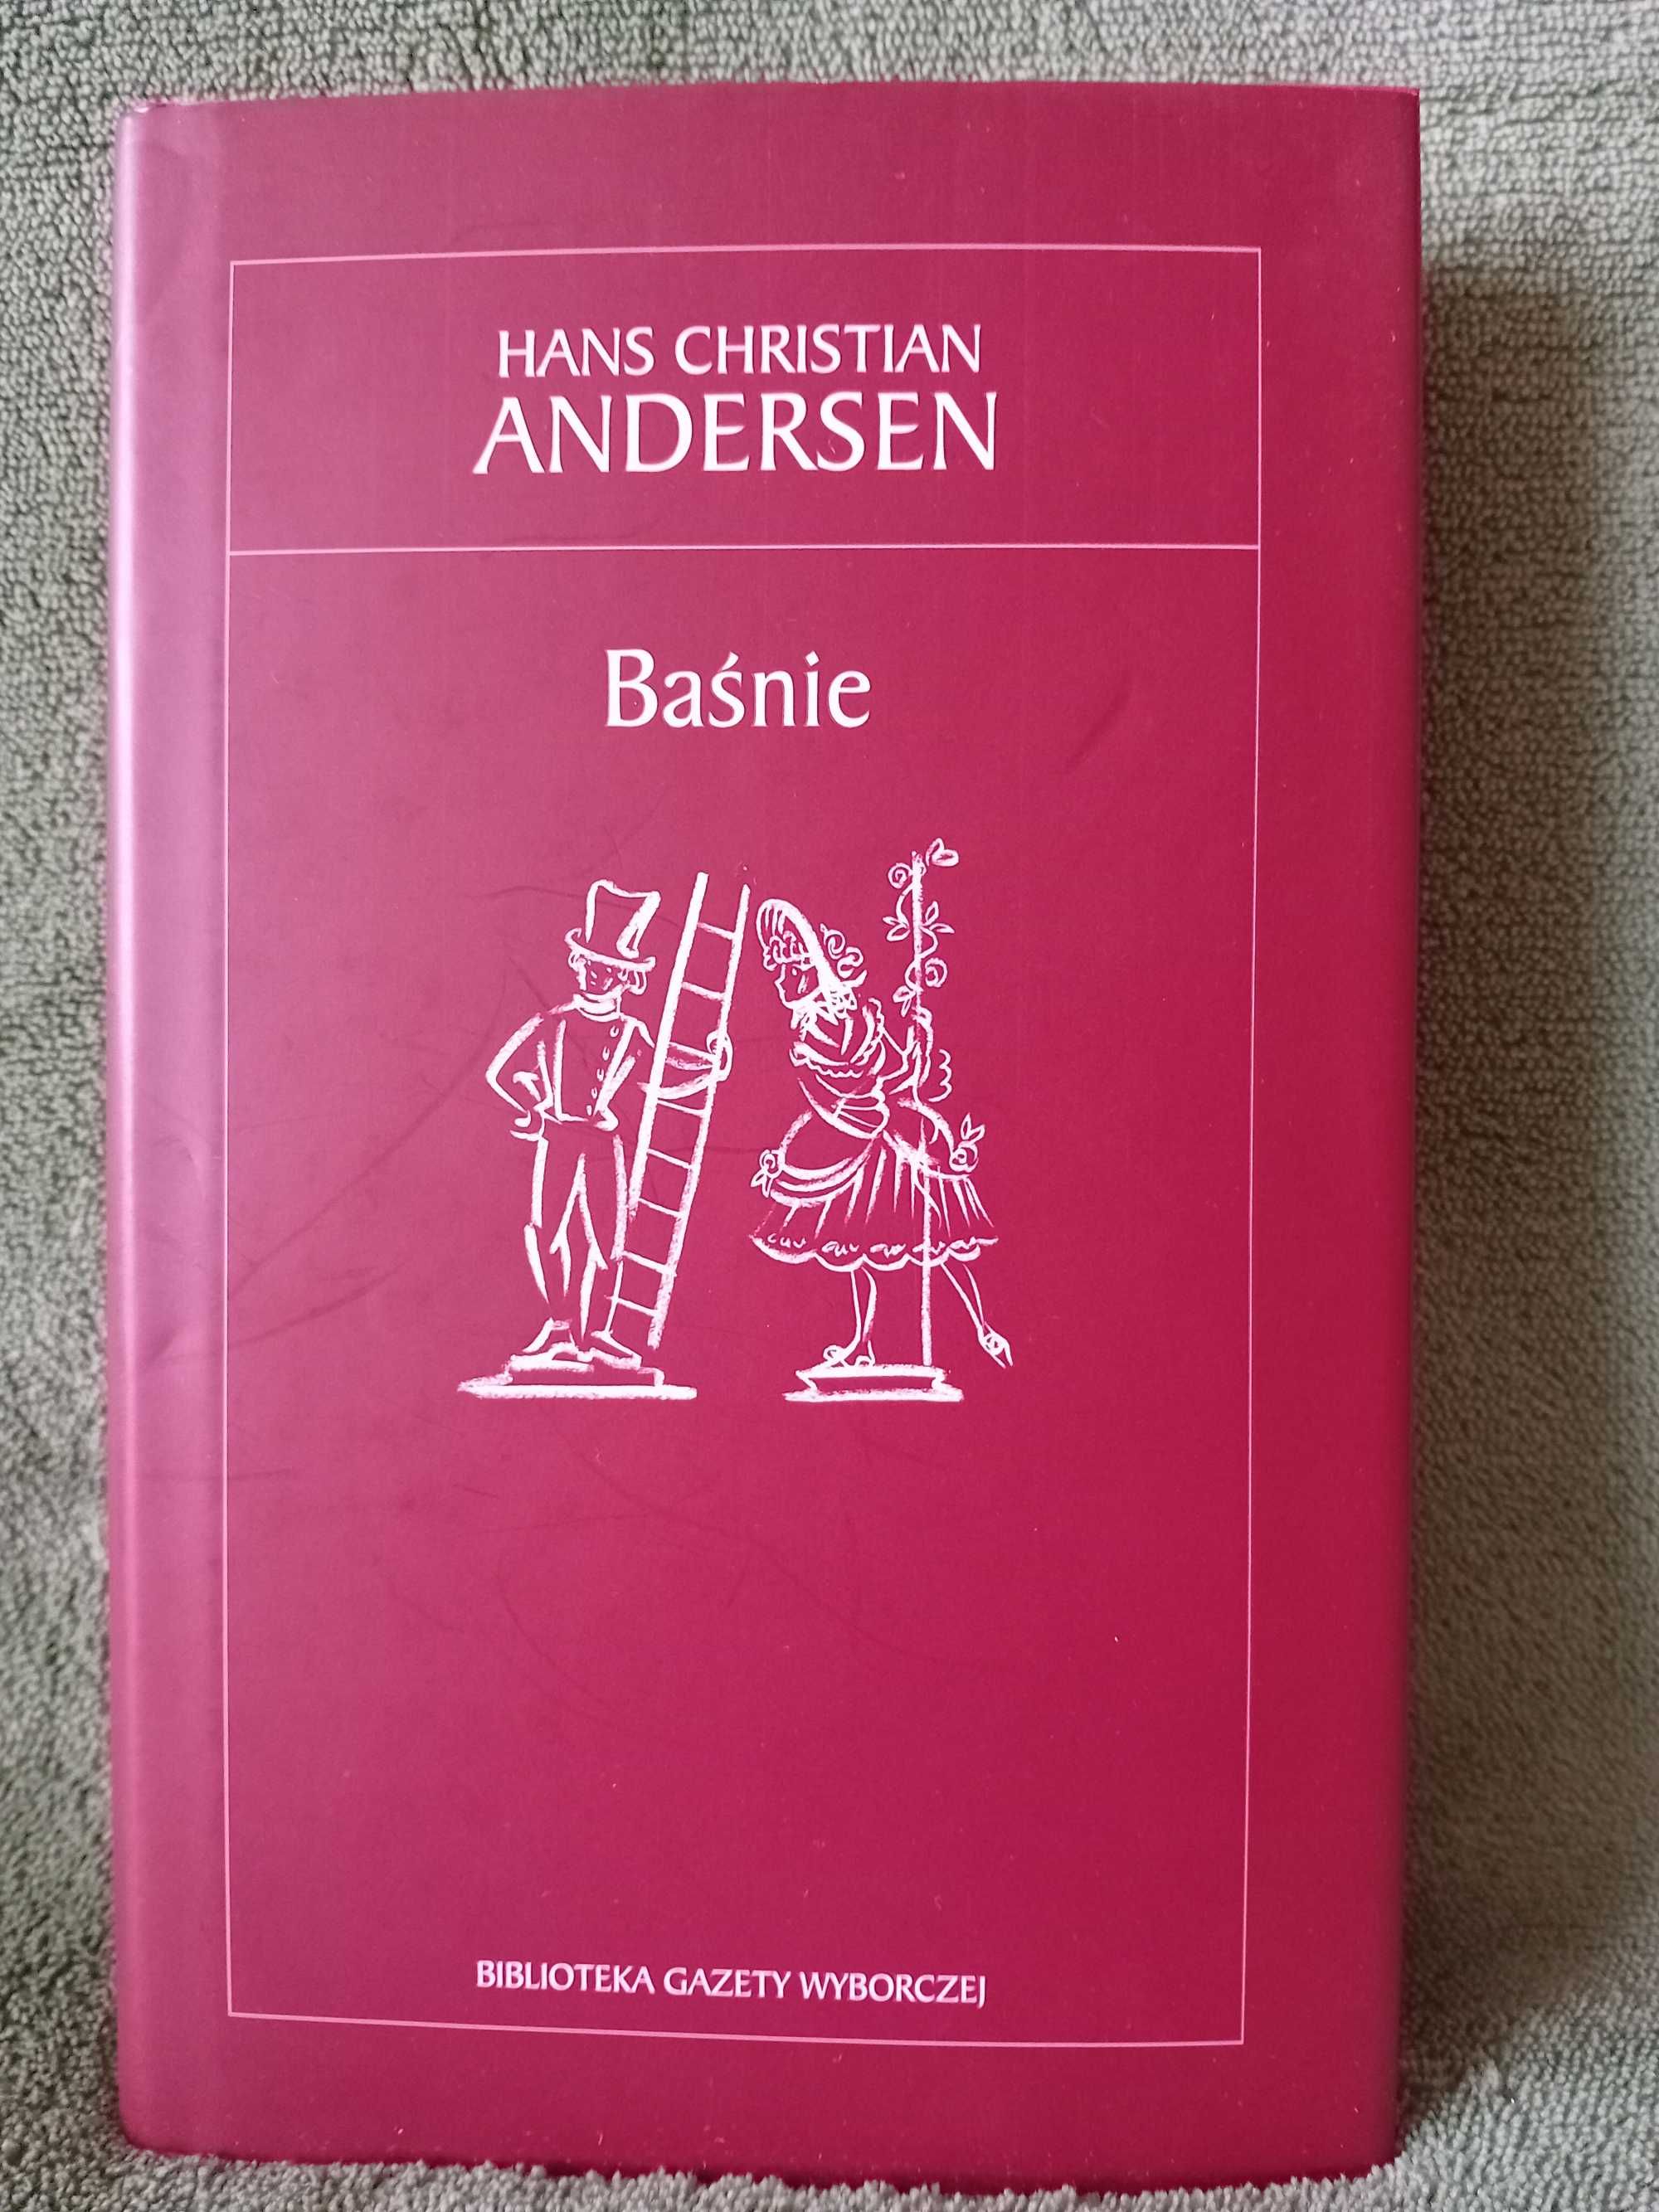 HANS CHRISTIAN
ANDERSEN
Baśnie
BIBLIOTEKA GAZETY WYBORCZEJ